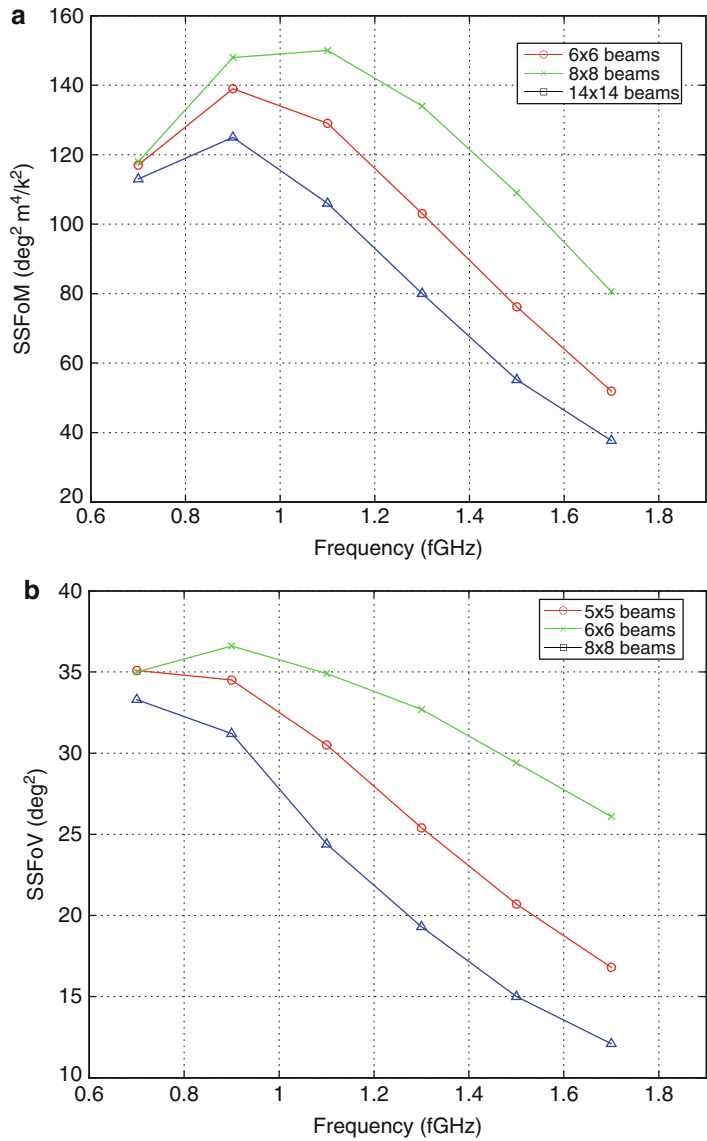 a
160
140
120
100
80
60
40
20
0.6 0.8 1 1.2 1.4 1.6 1.8
SSFoM (deg² m⁴/k²)
Frequency (fGHz)
6x6 beams
8x8 beams
14x14 beams
b
40
35
30
25
20
15
10
0.6 0.8 1 1.2 1.4 1.6 1.8
SSFoV (deg²)
Frequency (fGHz)
5x5 beams
6x6 beams
8x8 beams